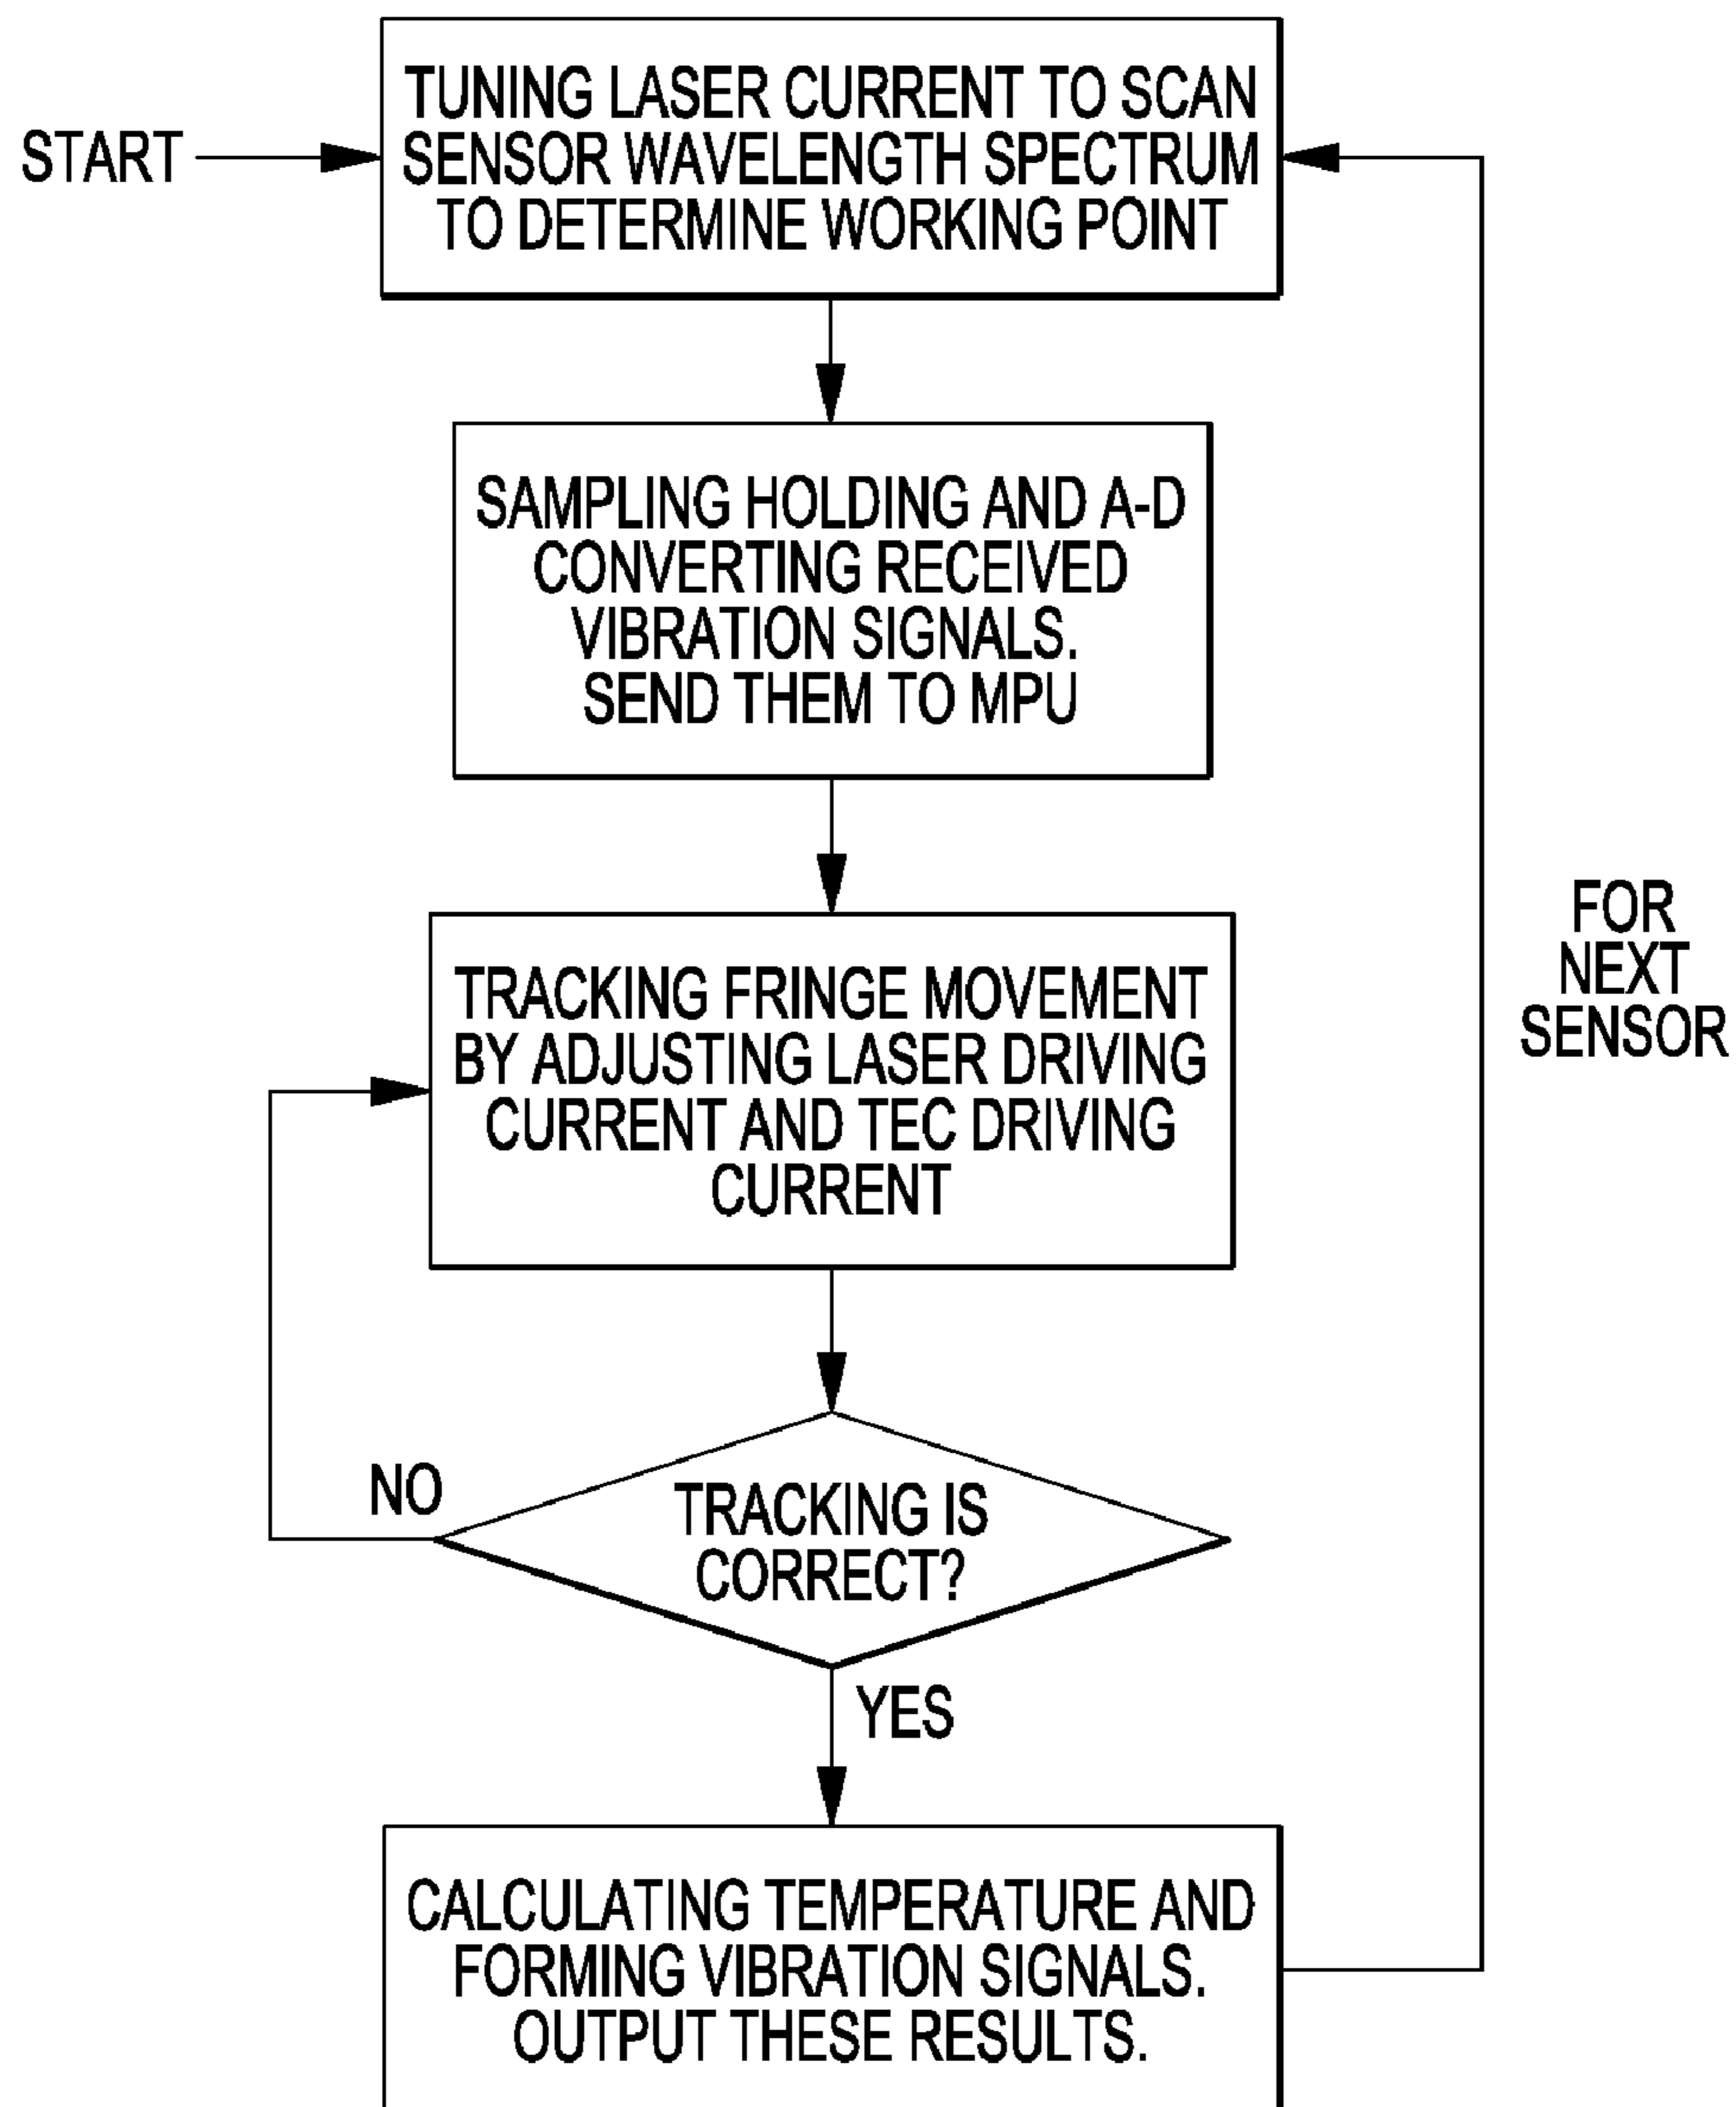 START
TUNING LASER CURRENT TO SCAN
SENSOR WAVELENGTH SPECTRUM
TO DETERMINE WORKING POINT
SAMPLING HOLDING AND A-D
CONVERTING RECEIVED
VIBRATION SIGNALS.
SEND THEM TO MPU
TRACKING FRINGE MOVEMENT
BY ADJUSTING LASER DRIVING
CURRENT AND TEC DRIVING
CURRENT
FOR
NEXT
SENSOR
NO
TRACKING IS
CORRECT?
YES
CALCULATING TEMPERATURE AND
FORMING VIBRATION SIGNALS.
OUTPUT THESE RESULTS.